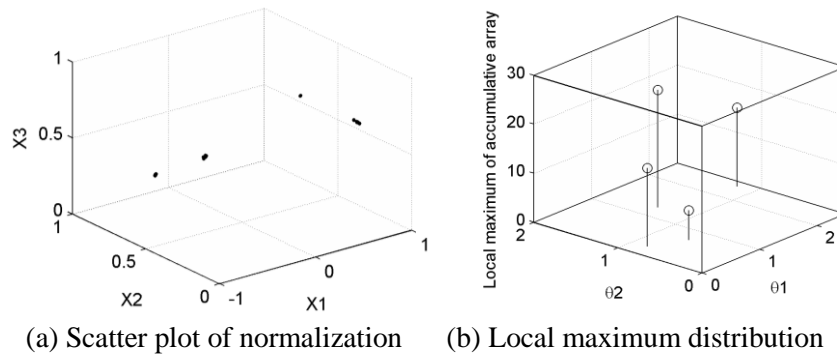 1
0.5
0
1
0.5
0
-1
0
1
X3
X2
X1
30
20
10
0
2
1
0
0
1
2
Local maximum of accumulative array
θ2
θ1
(a) Scatter plot of normalization
(b) Local maximum distribution